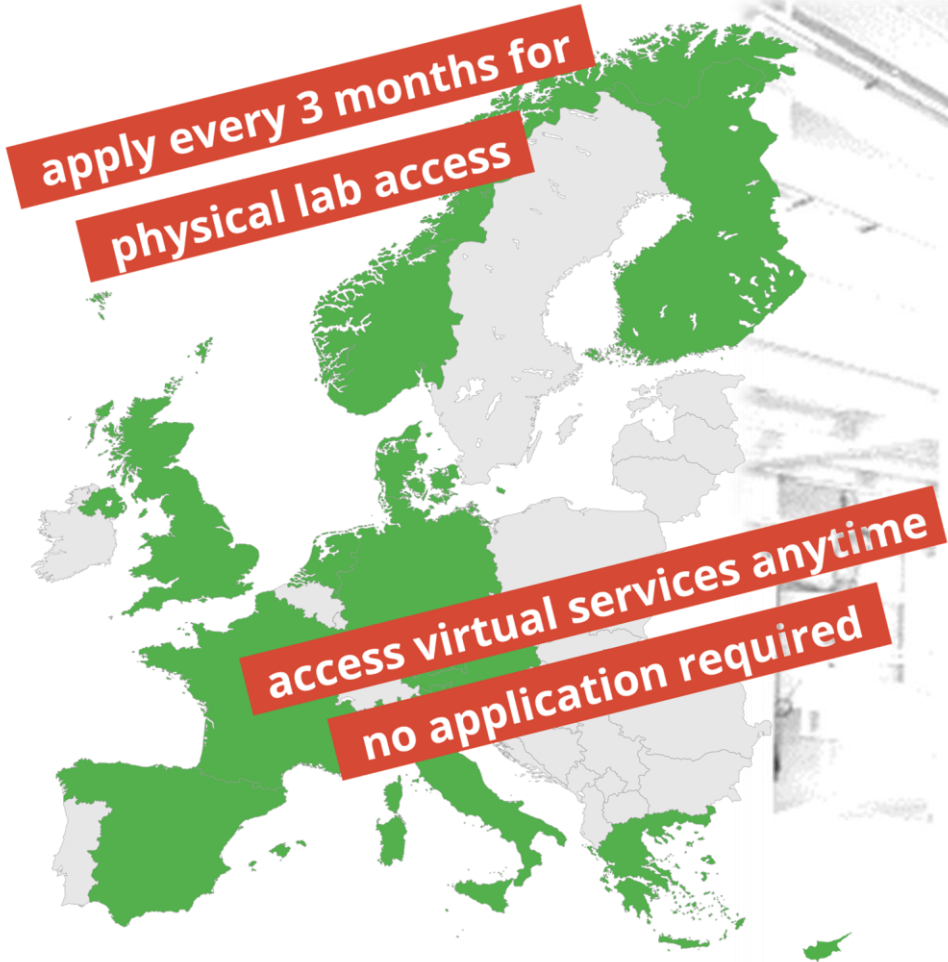 apply every 3 months for
physical lab access
access virtual services anytime
no application required